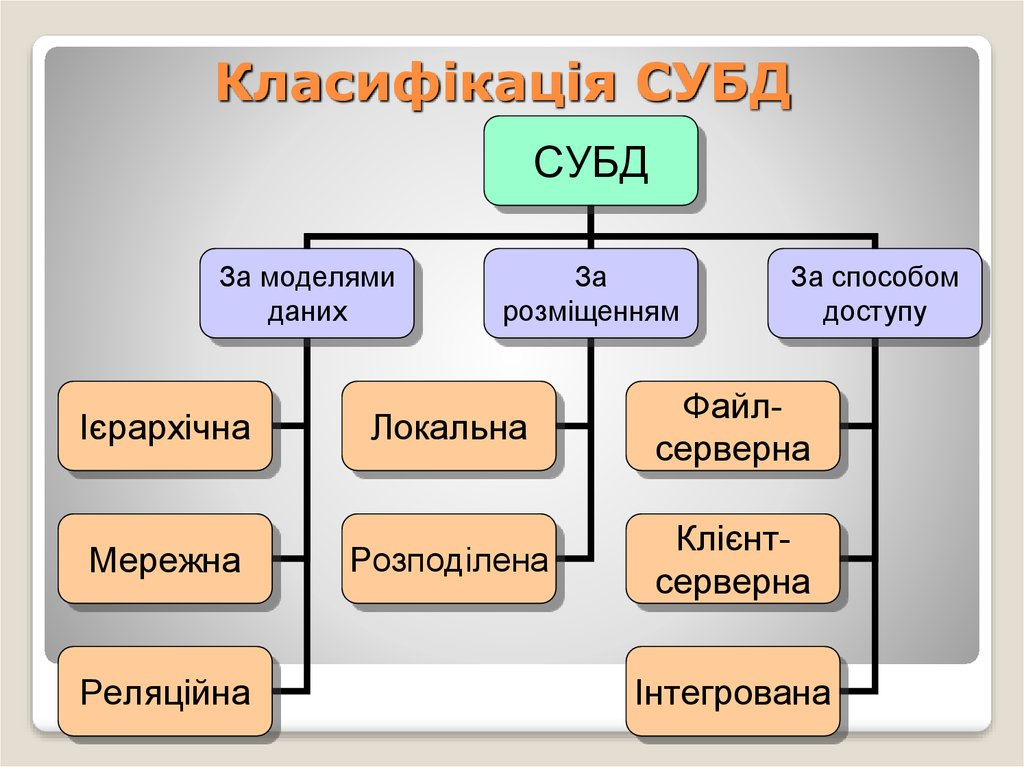 Класифікація СУБД
СУБД
За моделями
даних
За
розміщенням
За способом
доступу
Ієрархічна
Локальна
Файл-
серверна
Мережна
Розподілена
Клієнт-
серверна
Реляційна
Інтегрована